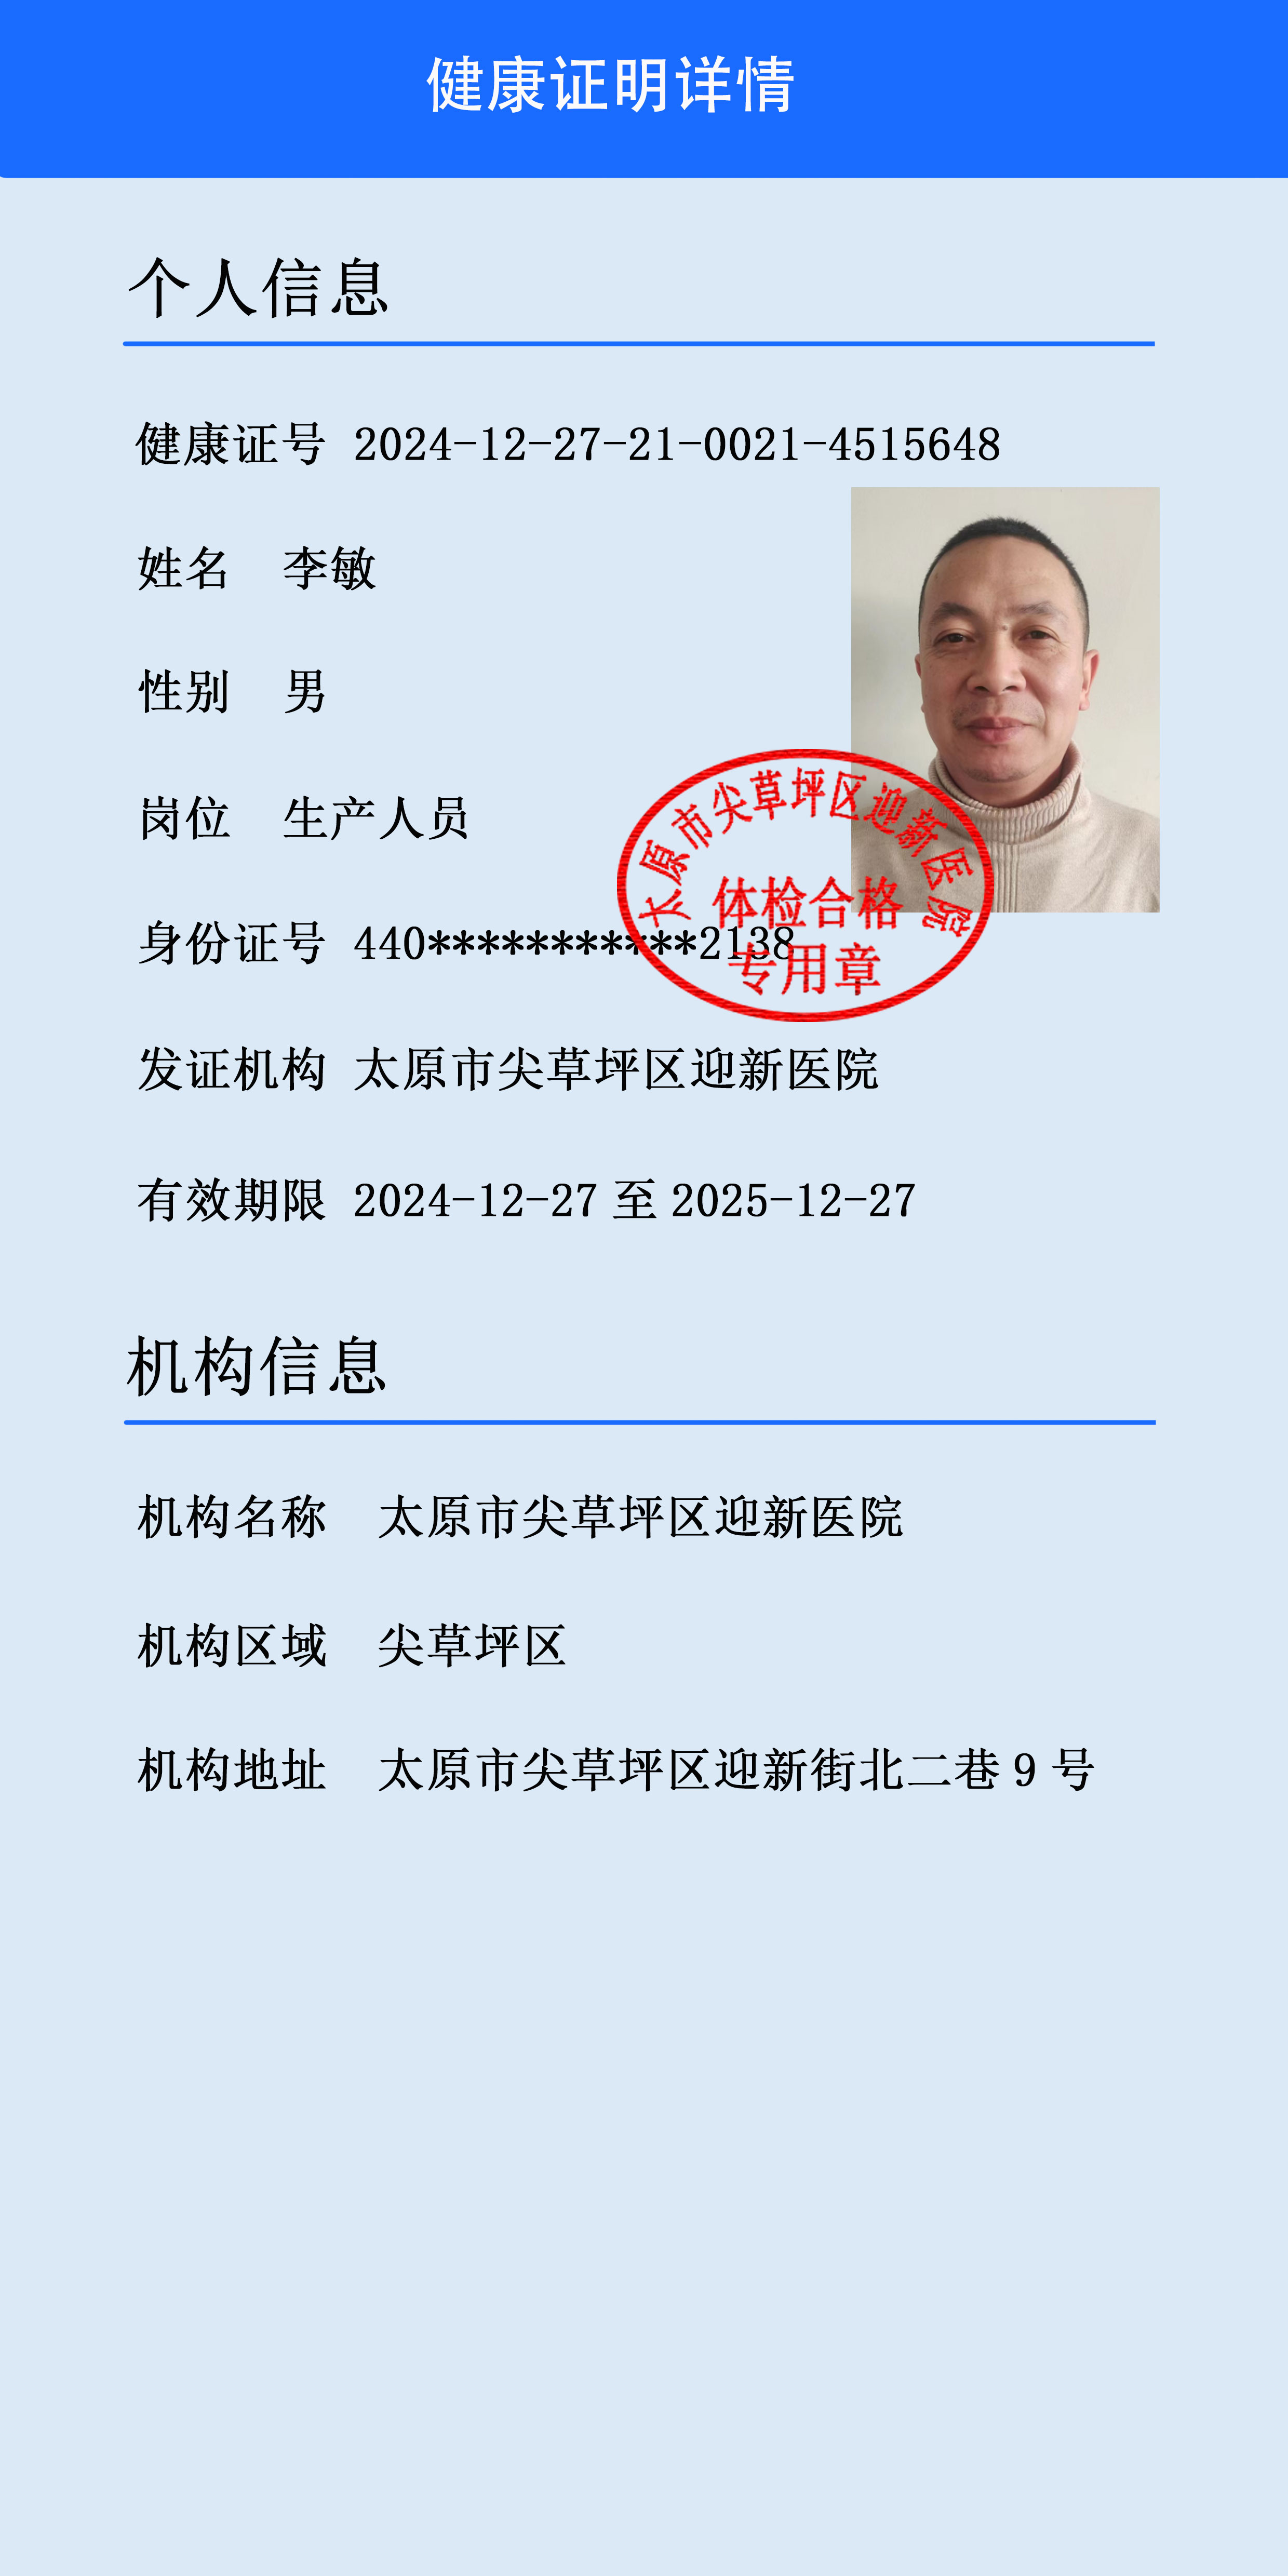 健康证明详情
个人信息
健康证号 2024-12-27-21-0021-4515648
姓名 李敏
性别 男
岗位 生产人员
身份证号 440***********2138
太原市尖草坪区迎新医院
体检合格
专用章
发证机构 太原市尖草坪区迎新医院
有效期限 2024-12-27 至 2025-12-27
机构信息
机构名称 太原市尖草坪区迎新医院
机构区域 尖草坪区
机构地址 太原市尖草坪区迎新街北二巷 9 号